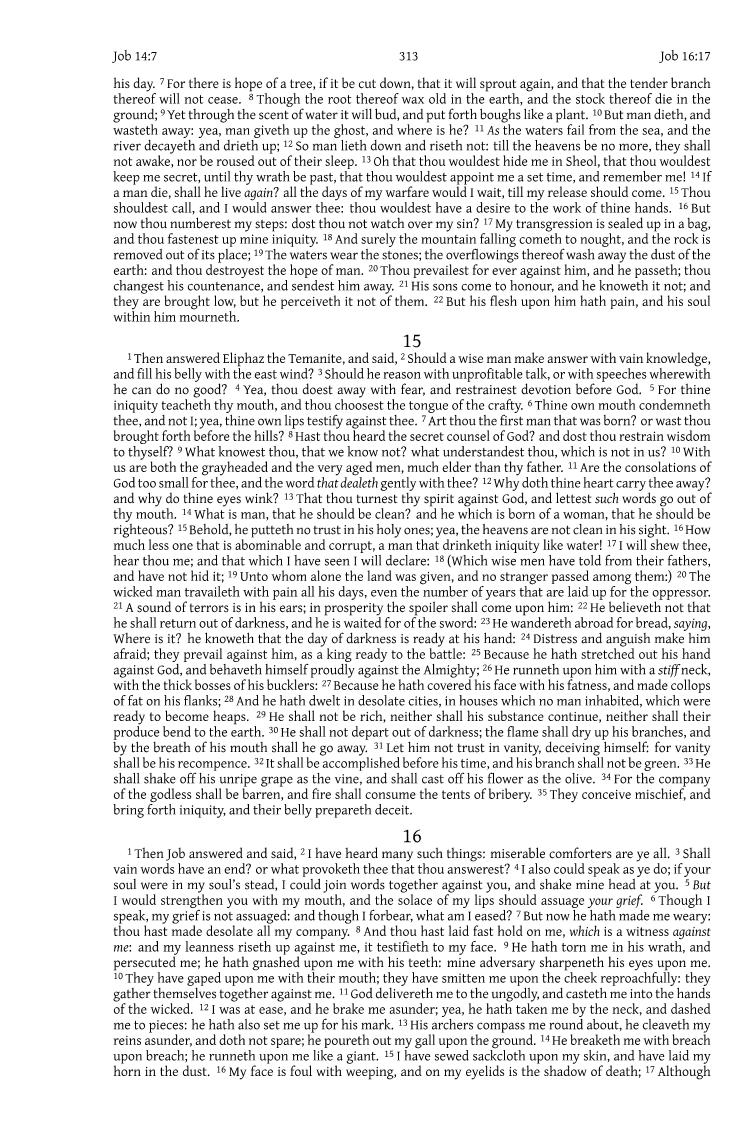 Job 14:7 313 Job 16:17
his day. 7 For there is hope of a tree, if it be cut down, that it will sprout again, and that the tender branch
thereof will not cease. 8 Though the root thereof wax old in the earth, and the stock thereof die in the
ground; 9 Yet through the scent of water it will bud, and put forth boughs like a plant. 10 But man dieth, and
wasteth away: yea, man giveth up the ghost, and where is he? 11 As the waters fail from the sea, and the
river decayeth and drieth up; 12 So man lieth down and riseth not: till the heavens be no more, they shall
not awake, nor be roused out of their sleep. 13 Oh that thou wouldest hide me in Sheol, that thou wouldest
keep me secret, until thy wrath be past, that thou wouldest appoint me a set time, and remember me! 14 If
a man die, shall he live again? all the days of my warfare would I wait, till my release should come. 15 Thou
shouldest call, and I would answer thee: thou wouldest have a desire to the work of thine hands. 16 But
now thou numberest my steps: dost thou not watch over my sin? 17 My transgression is sealed up in a bag,
and thou fastenest up mine iniquity. 18 And surely the mountain falling cometh to nought, and the rock is
removed out of its place; 19 The waters wear the stones; the overflowings thereof wash away the dust of the
earth: and thou destroyest the hope of man. 20 Thou prevailest for ever against him, and he passeth; thou
changest his countenance, and sendest him away. 21 His sons come to honour, and he knoweth it not; and
they are brought low, but he perceiveth it not of them. 22 But his flesh upon him hath pain, and his soul
within him mourneth.
15
1 Then answered Eliphaz the Temanite, and said, 2 Should a wise man make answer with vain knowledge,
and fill his belly with the east wind? 3 Should he reason with unprofitable talk, or with speeches wherewith
he can do no good? 4 Yea, thou doest away with fear, and restrainest devotion before God. 5 For thine
iniquity teacheth thy mouth, and thou choosest the tongue of the crafty. 6 Thine own mouth condemneth
thee, and not I; yea, thine own lips testify against thee. 7 Art thou the first man that was born? or wast thou
brought forth before the hills? 8 Hast thou heard the secret counsel of God? and dost thou restrain wisdom
to thyself? 9 What knowest thou, that we know not? what understandest thou, which is not in us? 10 With
us are both the grayheaded and the very aged men, much elder than thy father. 11 Are the consolations of
God too small for thee, and the word that dealeth gently with thee? 12 Why doth thine heart carry thee away?
and why do thine eyes wink? 13 That thou turnest thy spirit against God, and lettest such words go out of
thy mouth. 14 What is man, that he should be clean? and he which is born of a woman, that he should be
righteous? 15 Behold, he putteth no trust in his holy ones; yea, the heavens are not clean in his sight. 16 How
much less one that is abominable and corrupt, a man that drinketh iniquity like water! 17 I will shew thee,
hear thou me; and that which I have seen I will declare: 18 (Which wise men have told from their fathers,
and have not hid it; 19 Unto whom alone the land was given, and no stranger passed among them:) 20 The
wicked man travaileth with pain all his days, even the number of years that are laid up for the oppressor.
21 A sound of terrors is in his ears; in prosperity the spoiler shall come upon him: 22 He believeth not that
he shall return out of darkness, and he is waited for of the sword: 23 He wandereth abroad for bread, saying,
Where is it? he knoweth that the day of darkness is ready at his hand: 24 Distress and anguish make him
afraid; they prevail against him, as a king ready to the battle: 25 Because he hath stretched out his hand
against God, and behaveth himself proudly against the Almighty; 26 He runneth upon him with a stiff neck,
with the thick bosses of his bucklers: 27 Because he hath covered his face with his fatness, and made collops
of fat on his flanks; 28 And he hath dwelt in desolate cities, in houses which no man inhabited, which were
ready to become heaps. 29 He shall not be rich, neither shall his substance continue, neither shall their
produce bend to the earth. 30 He shall not depart out of darkness; the flame shall dry up his branches, and
by the breath of his mouth shall he go away. 31 Let him not trust in vanity, deceiving himself: for vanity
shall be his recompence. 32 It shall be accomplished before his time, and his branch shall not be green. 33 He
shall shake off his unripe grape as the vine, and shall cast off his flower as the olive. 34 For the company
of the godless shall be barren, and fire shall consume the tents of bribery. 35 They conceive mischief, and
bring forth iniquity, and their belly prepareth deceit.
16
1 Then Job answered and said, 2 I have heard many such things: miserable comforters are ye all. 3 Shall
vain words have an end? or what provoketh thee that thou answerest? 4 I also could speak as ye do; if your
soul were in my soul's stead, I could join words together against you, and shake mine head at you. 5 But
I would strengthen you with my mouth, and the solace of my lips should assuage your grief. 6 Though I
speak, my grief is not assuaged: and though I forbear, what am I eased? 7 But now he hath made me weary:
thou hast made desolate all my company. 8 And thou hast laid fast hold on me, which is a witness against
me: and my leanness riseth up against me, it testifieth to my face. 9 He hath torn me in his wrath, and
persecuted me; he hath gnashed upon me with his teeth: mine adversary sharpeneth his eyes upon me.
10 They have gaped upon me with their mouth; they have smitten me upon the cheek reproachfully: they
gather themselves together against me. 11 God delivereth me to the ungodly, and casteth me into the hands
of the wicked. 12 I was at ease, and he brake me asunder; yea, he hath taken me by the neck, and dashed
me to pieces: he hath also set me up for his mark. 13 His archers compass me round about, he cleaveth my
reins asunder, and doth not spare; he poureth out my gall upon the ground. 14 He breaketh me with breach
upon breach; he runneth upon me like a giant. 15 I have sewed sackcloth upon my skin, and have laid my
horn in the dust. 16 My face is foul with weeping, and on my eyelids is the shadow of death; 17 Although